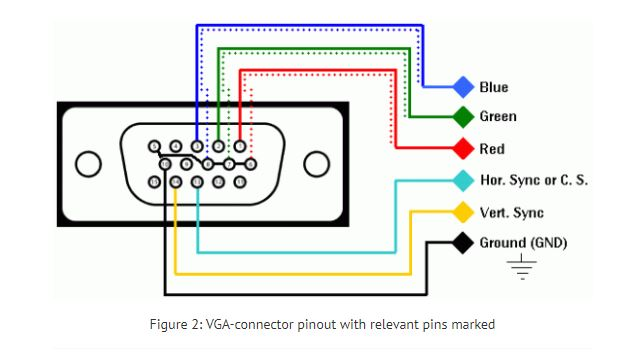 Blue
Green
Red
Hor. Sync or C. S.
Vert. Sync
Ground (GND)
Figure 2: VGA-connector pinout with relevant pins marked